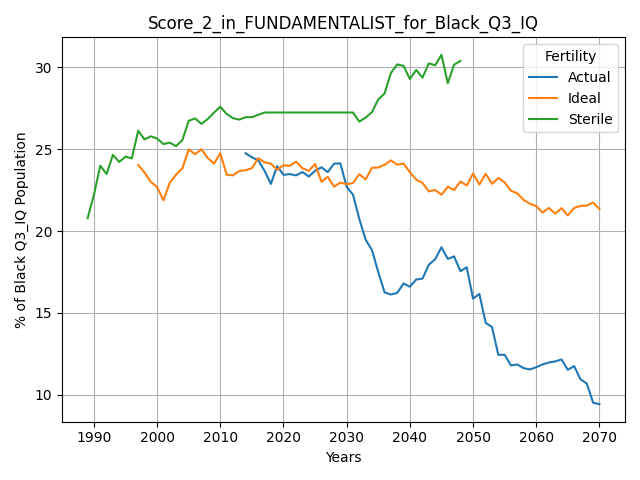 Score_2_in_FUNDAMENTALIST_for_Black_Q3_IQ
% of Black Q3_IQ Population
30
25
20
15
10
Fertility
Actual
Ideal
Sterile
1990 2000 2010 2020 2030 2040 2050 2060 2070
Years